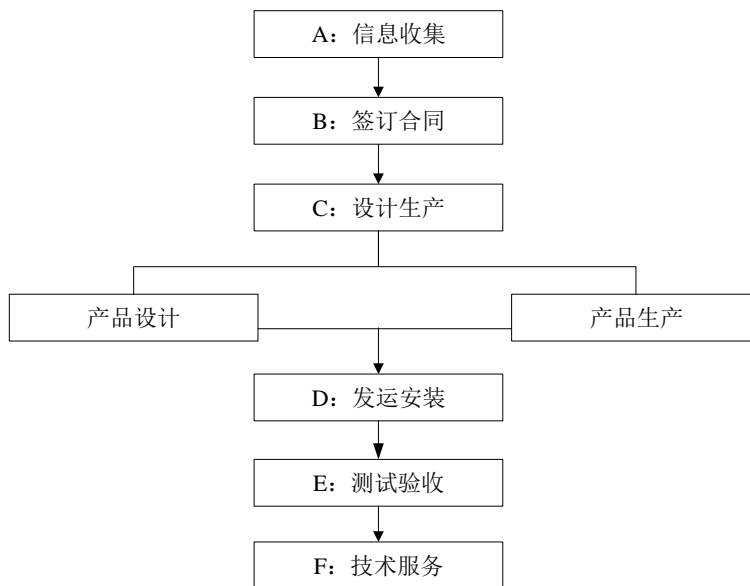 A：信息收集
B：签订合同
C：设计生产
产品设计
产品生产
D：发运安装
E：测试验收
F：技术服务